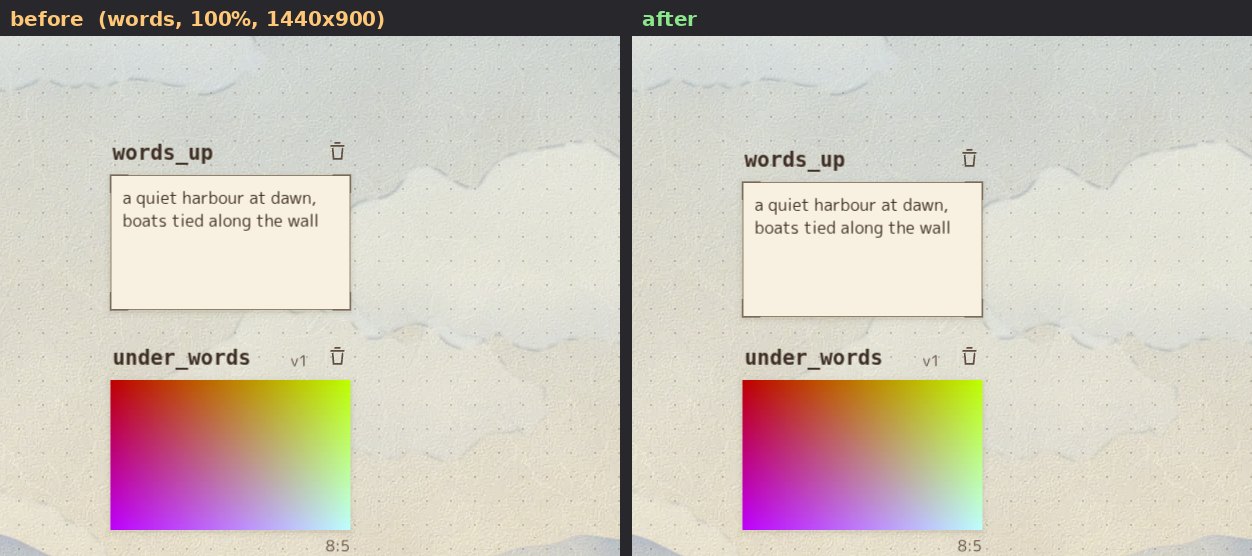 before (words, 100%, 1440x900)
words_up
a quiet harbour at dawn,
boats tied along the wall
under_words v1
8:5
after
words_up
a quiet harbour at dawn,
boats tied along the wall
under_words v1
8:5